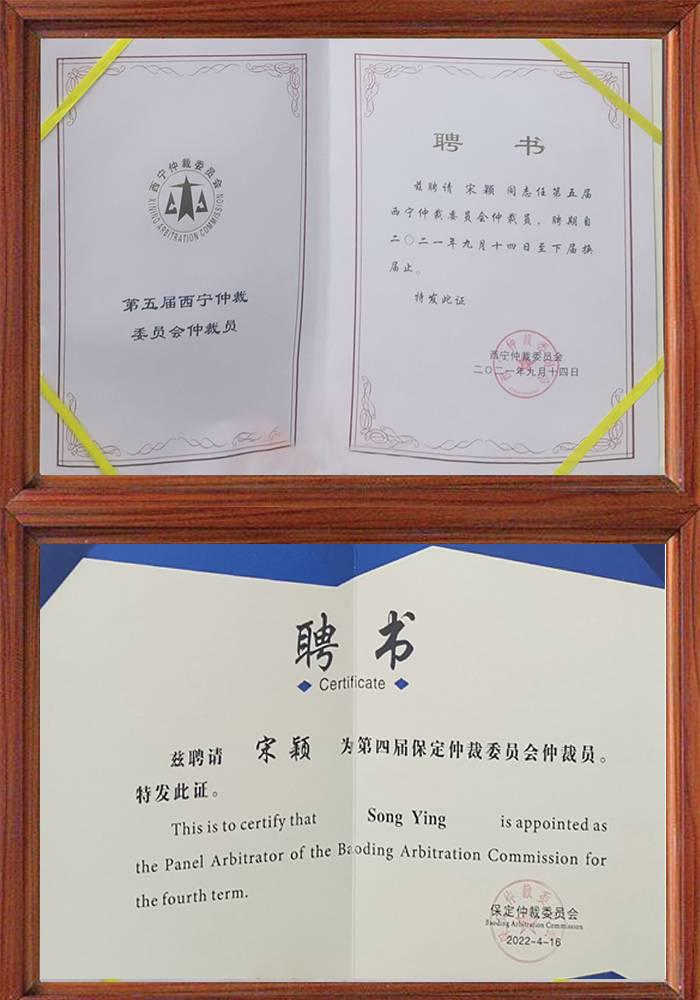 西宁仲裁委员会
XINING ARBITRATION COMMISSION
第五届西宁仲裁
委员会仲裁员
聘 书
兹聘请 宋颖 同志任第五届
西宁仲裁委员会仲裁员，聘期自
二〇二一年九月十四日至下届换
届止。
特发此证
西宁仲裁委员会
二〇二一年九月十四日
聘 书
Certificate
兹聘请 宋颖 为第四届保定仲裁委员会仲裁员。
特发此证。
This is to certify that Song Ying is appointed as
the Panel Arbitrator of the Baoding Arbitration Commission for
the fourth term.
保定仲裁委员会
Baoding Arbitration Commission
2022-4-16